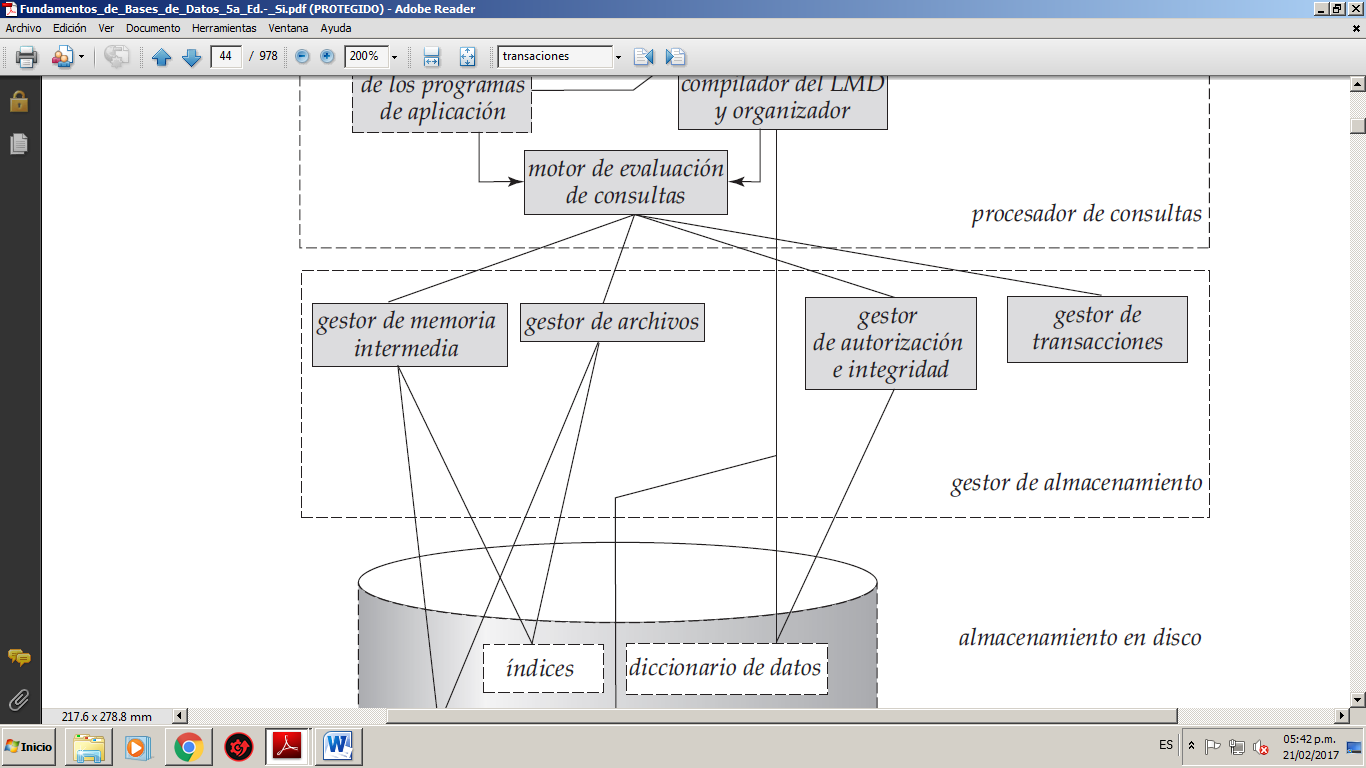 Fundamentos_de_Bases_de_Datos_5a_Ed.-_Si.pdf (PROTEGIDO) - Adobe Reader
Archivo Edición Ver Documento Herramientas Ventana Ayuda
44 / 978 200% transaciones
de los programas
de aplicación
compilador del LMD
y organizador
motor de evaluación
de consultas
procesador de consultas
gestor de memoria
intermedia
gestor de archivos
gestor
de autorización
e integridad
gestor de
transacciones
gestor de almacenamiento
almacenamiento en disco
índices
diccionario de datos
217.6 x 278.8 mm
Inicio
ES
05:42 p.m.
21/02/2017